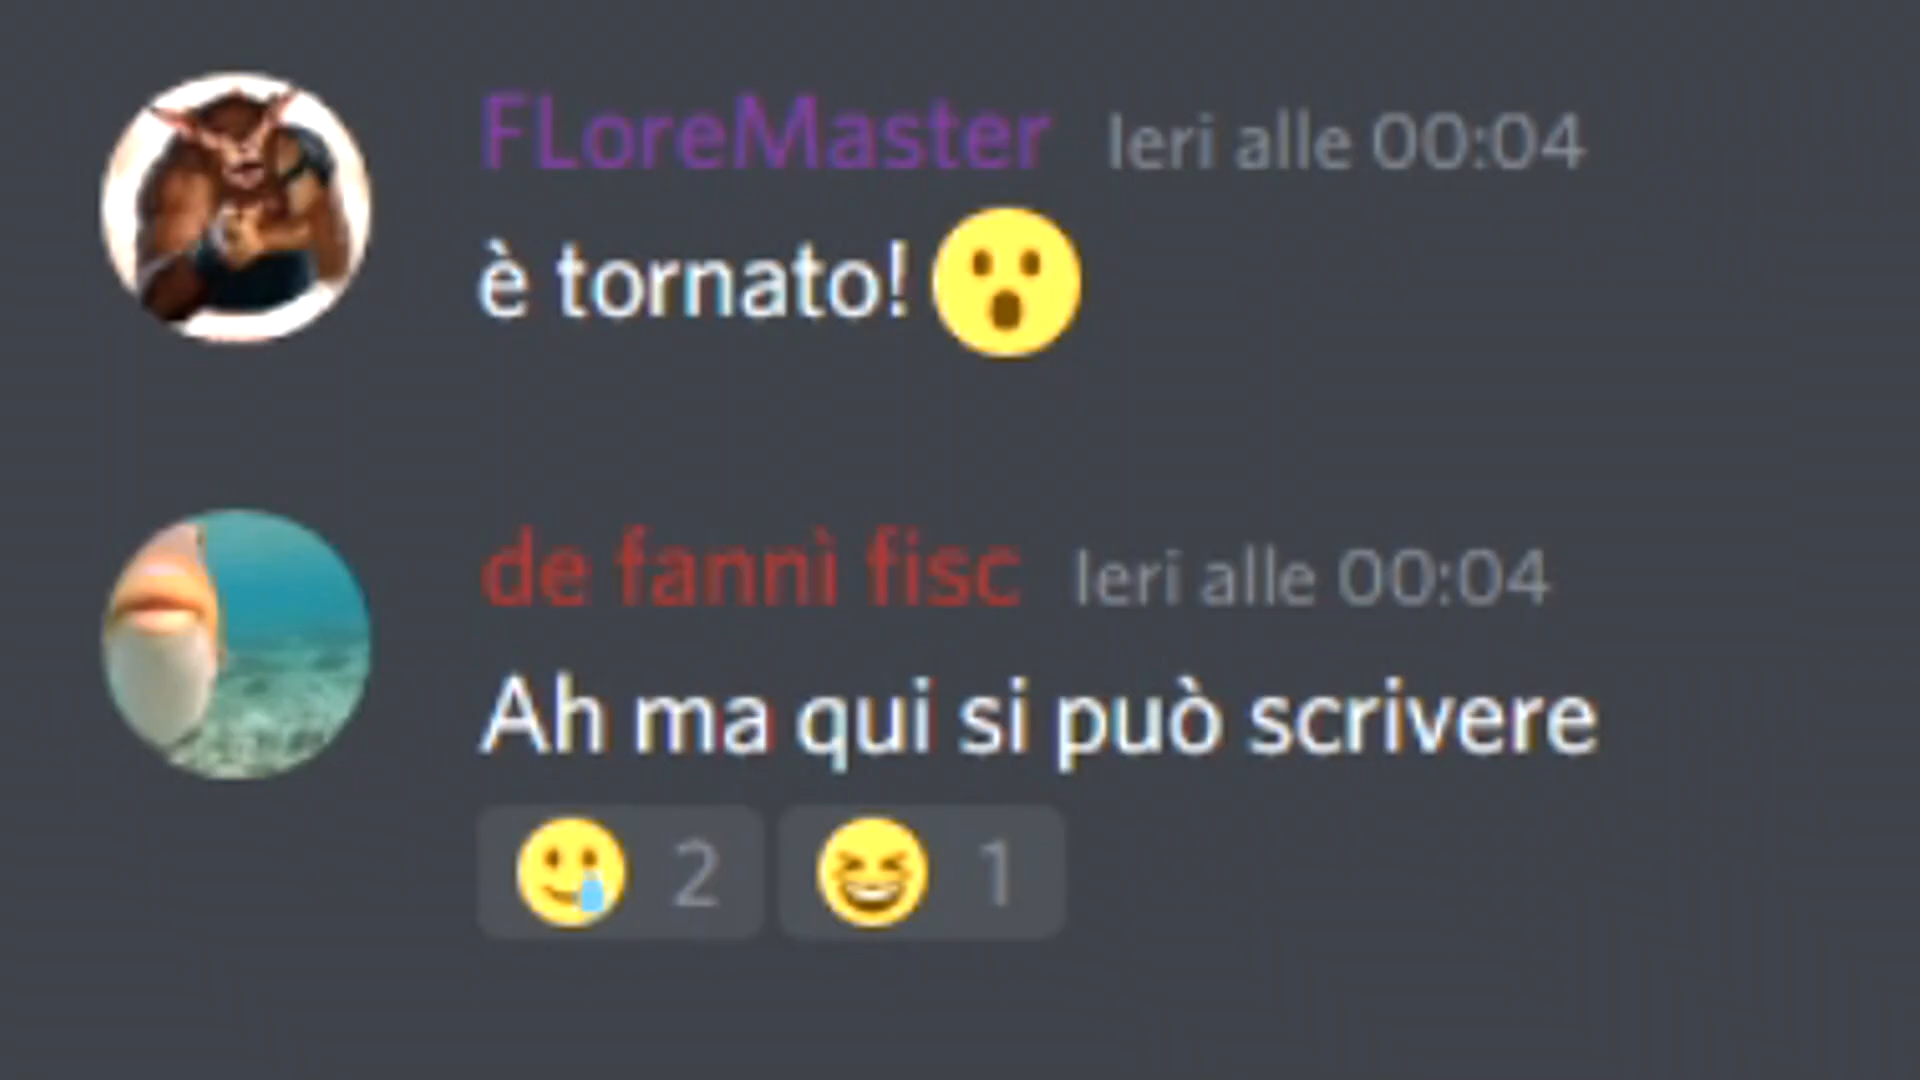 FLoreMaster Ieri alle 00:04
è tornato! 😮
de fannì fisc Ieri alle 00:04
Ah ma qui si può scrivere
🥲 2 😆 1